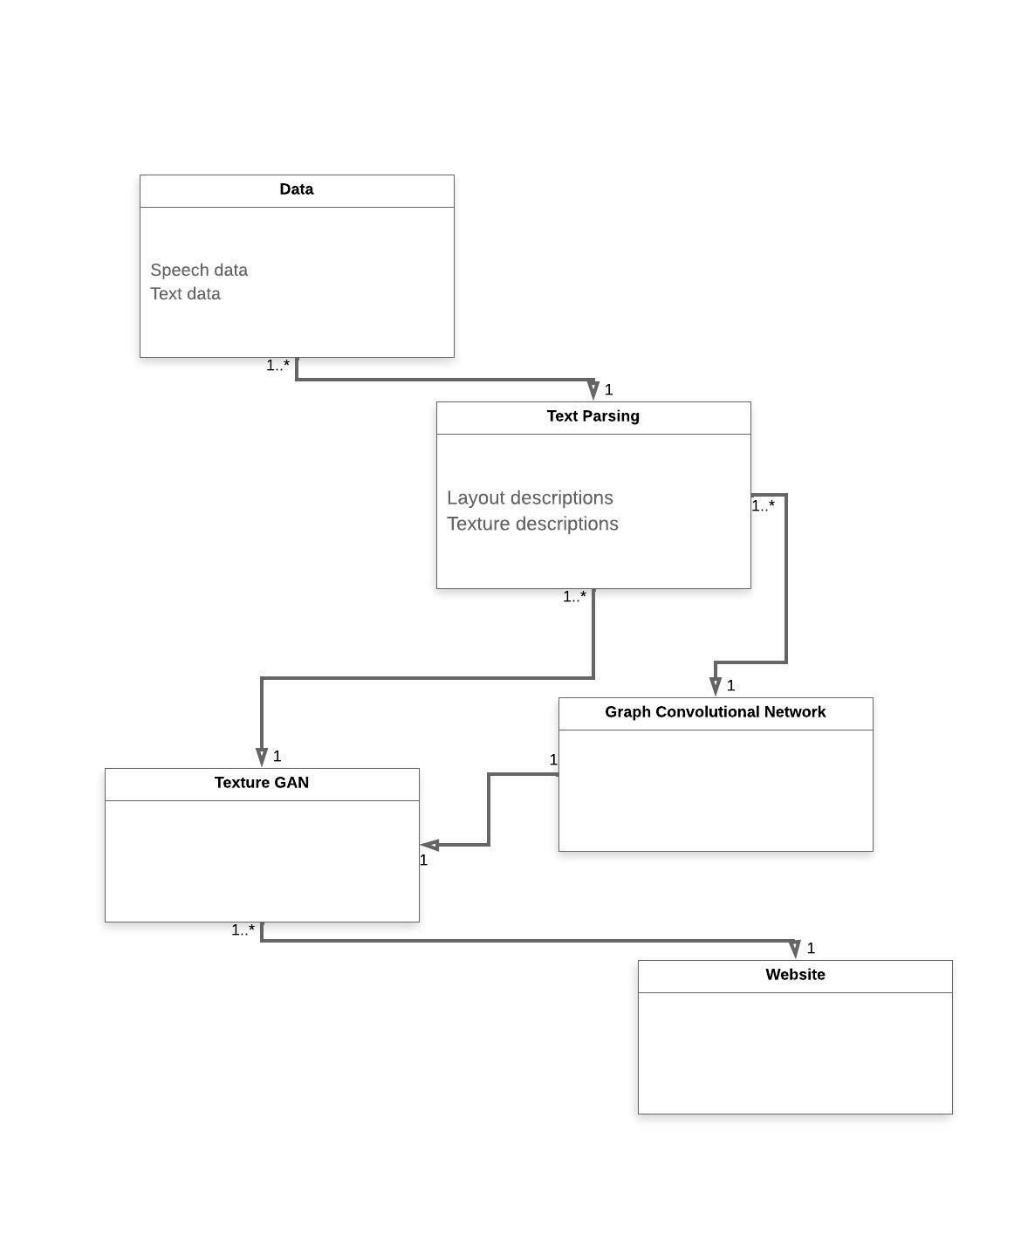 Data
Speech data
Text data
1..*
1
Text Parsing
Layout descriptions
Texture descriptions
1..*
1..*
1
Graph Convolutional Network
1
1
Texture GAN
1
1..*
1
Website